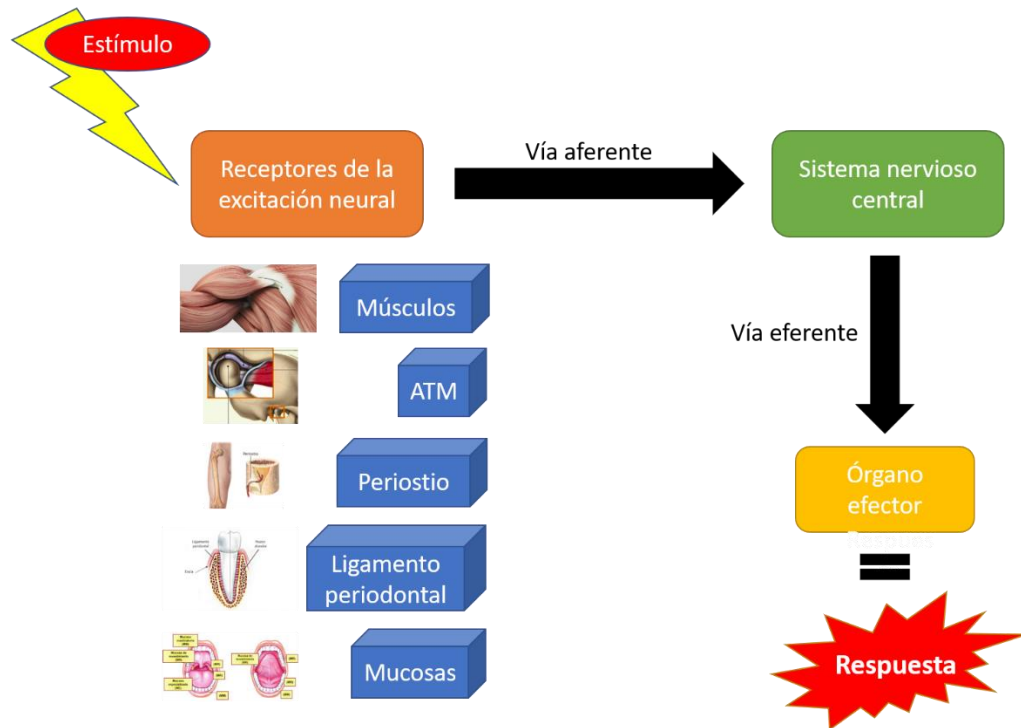 Estímulo
Receptores de la
excitación neural
Vía aferente
Sistema nervioso
central
Músculos
Vía eferente
ATM
Periostio
Órgano
efector
Ligamento
periodontal
Mucosas
Respuesta